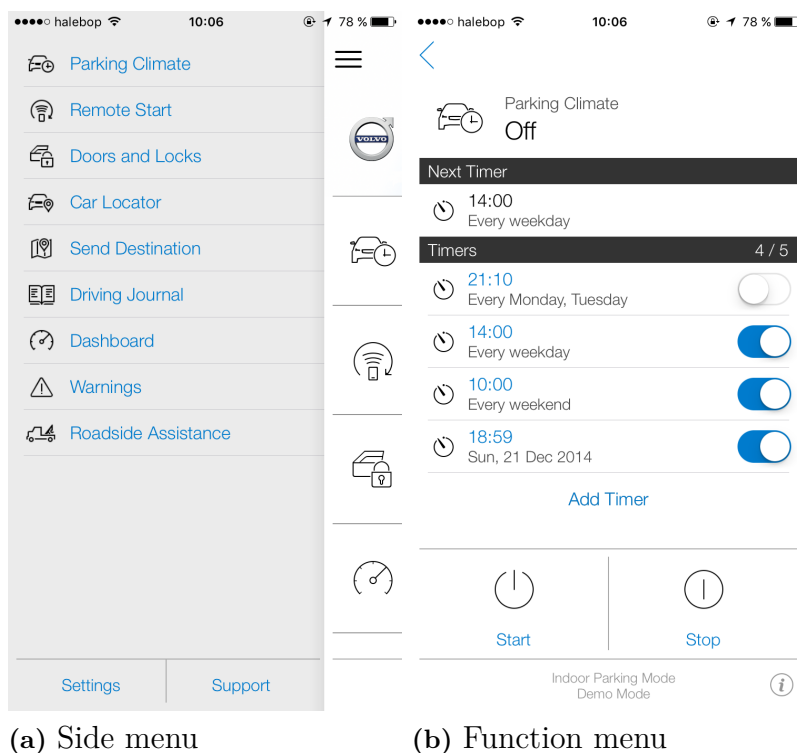 halebop 10:06 78 %
Parking Climate
Remote Start
Doors and Locks
Car Locator
Send Destination
Driving Journal
Dashboard
Warnings
Roadside Assistance
Settings Support
VOLVO
(a) Side menu
halebop 10:06 78 %
Parking Climate
Off
Next Timer
14:00
Every weekday
Timers 4 / 5
21:10
Every Monday, Tuesday
14:00
Every weekday
10:00
Every weekend
18:59
Sun, 21 Dec 2014
Add Timer
Start Stop
Indoor Parking Mode
Demo Mode
i
(b) Function menu